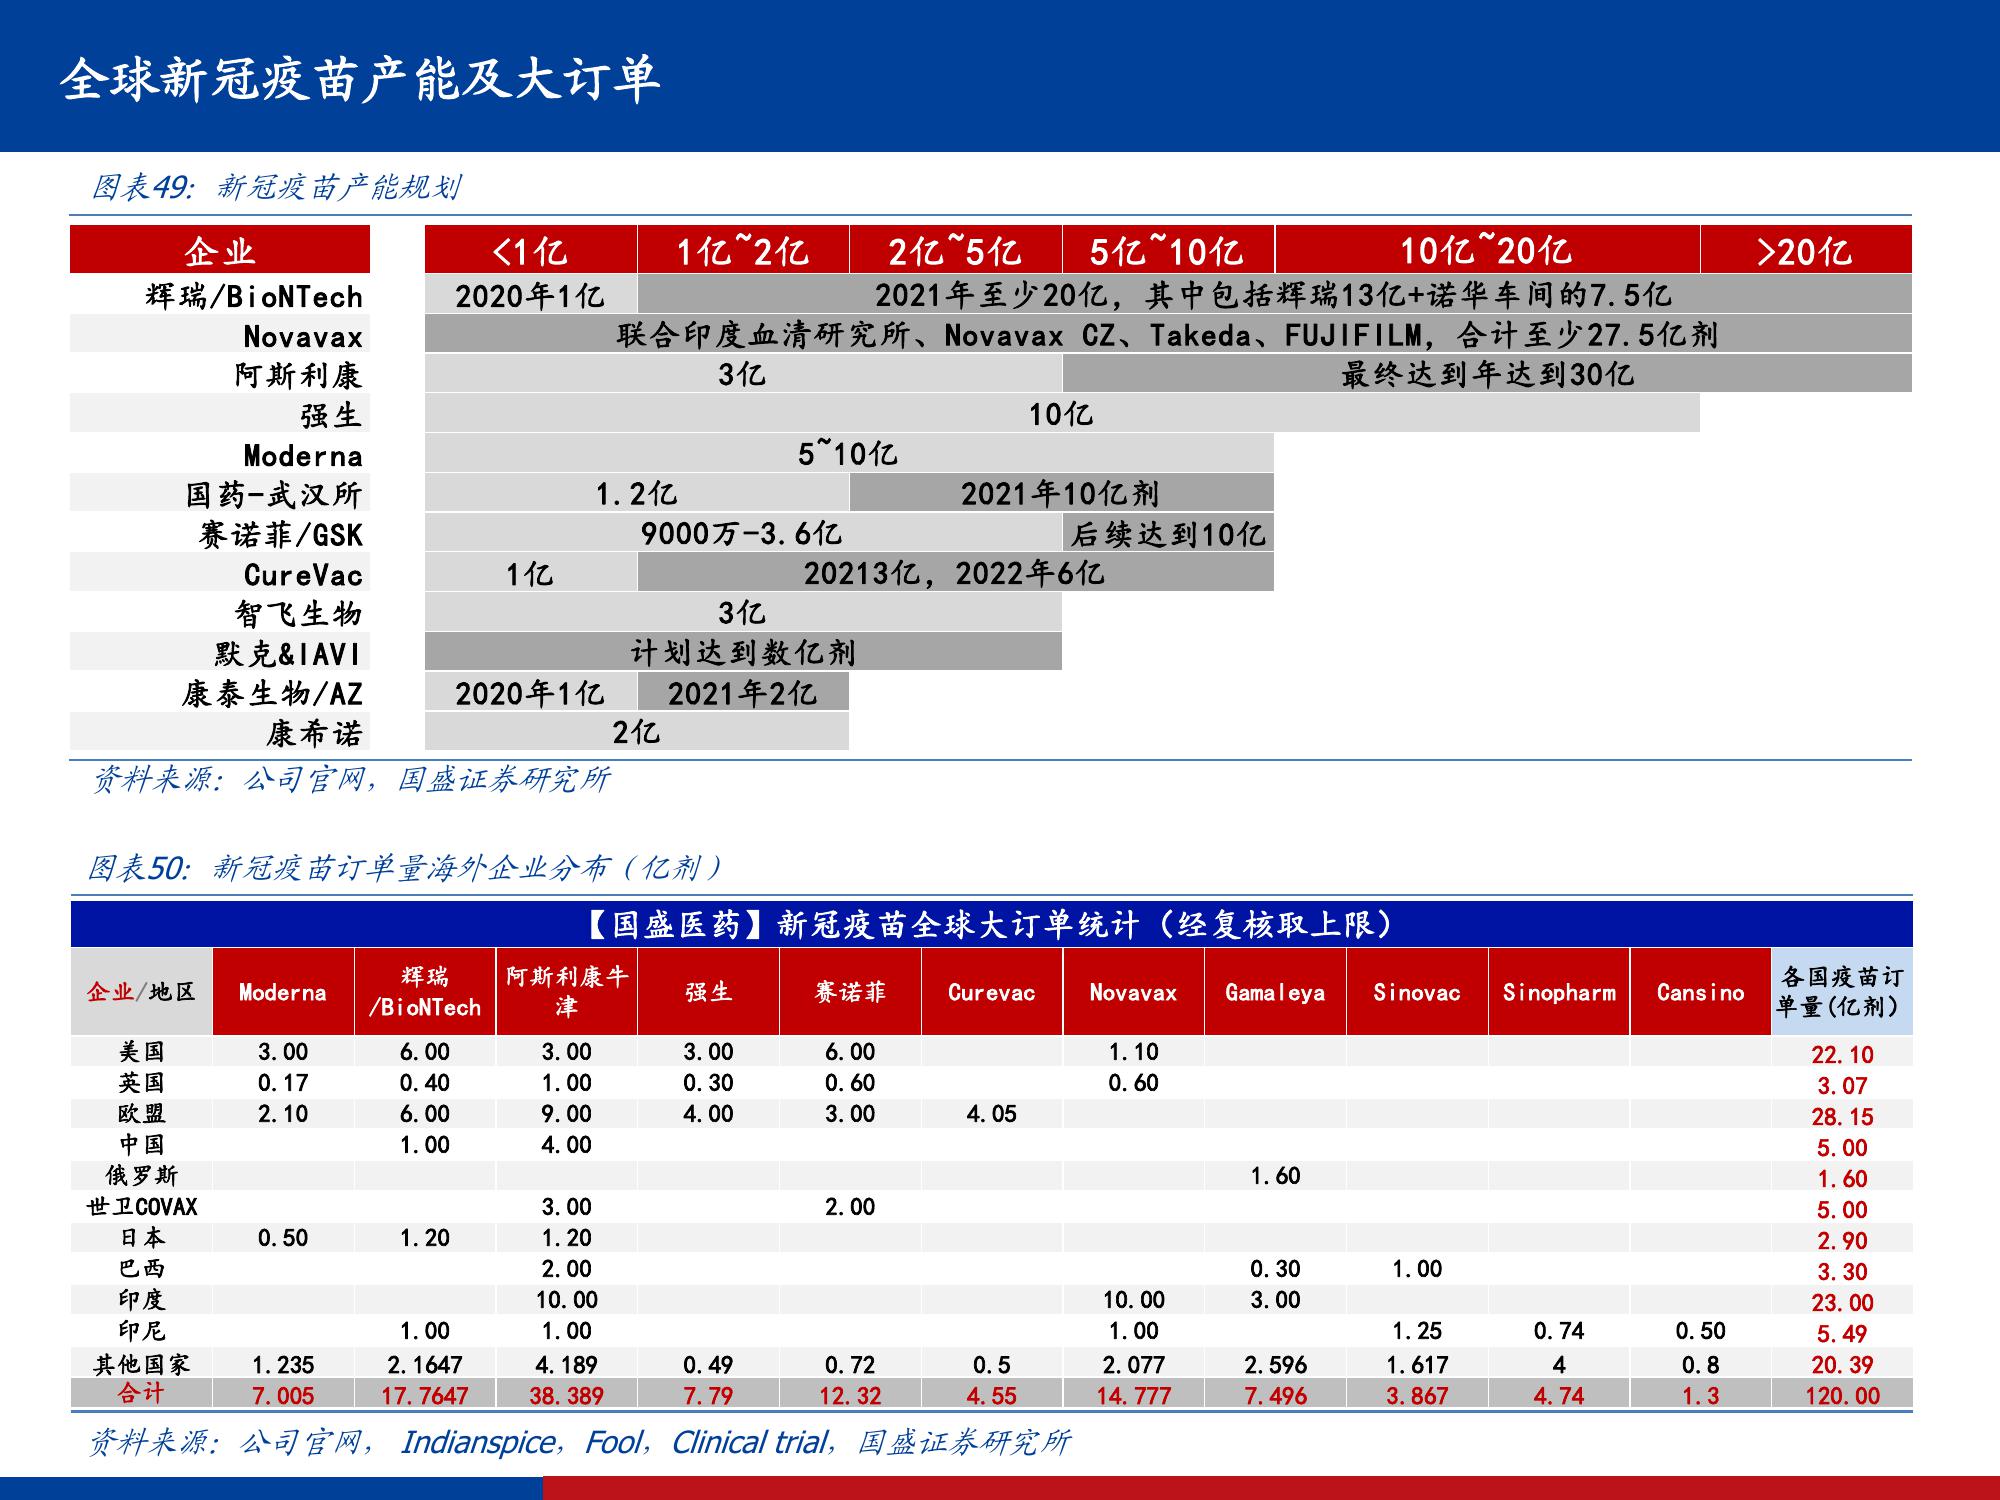 全球新冠疫苗产能及大订单
图表49: 新冠疫苗产能规划
企业 <1亿 1亿~2亿 2亿~5亿 5亿~10亿 10亿~20亿 >20亿
辉瑞/BioNTech 2020年1亿 2021年至少20亿，其中包括辉瑞13亿+诺华车间的7.5亿
Novavax 联合印度血清研究所、Novavax CZ、Takeda、FUJIFILM，合计至少27.5亿剂
阿斯利康 3亿 最终达到年达到30亿
强生 10亿
Moderna 5~10亿
国药-武汉所 1.2亿 2021年10亿剂
赛诺菲/GSK 9000万-3.6亿 后续达到10亿
CureVac 1亿 20213亿，2022年6亿
智飞生物 3亿
默克&IAVI 计划达到数亿剂
康泰生物/AZ 2020年1亿 2021年2亿
康希诺 2亿
资料来源：公司官网，国盛证券研究所
图表50: 新冠疫苗订单量海外企业分布（亿剂）
【国盛医药】新冠疫苗全球大订单统计（经复核取上限）
企业/地区 Moderna 辉瑞/BioNTech 阿斯利康牛津 强生 赛诺菲 Curevac Novavax Gamaleya Sinovac Sinopharm Cansino 各国疫苗订单量(亿剂)
美国 3.00 6.00 3.00 3.00 6.00 1.10 22.10
英国 0.17 0.40 1.00 0.30 0.60 0.60 3.07
欧盟 2.10 6.00 9.00 4.00 3.00 4.05 28.15
中国 1.00 4.00 5.00
俄罗斯 1.60 1.60
世卫COVAX 3.00 2.00 5.00
日本 0.50 1.20 1.20 2.90
巴西 2.00 0.30 1.00 3.30
印度 10.00 10.00 3.00 23.00
印尼 1.00 1.00 1.00 1.25 0.74 0.50 5.49
其他国家 1.235 2.1647 4.189 0.49 0.72 0.5 2.077 2.596 1.617 4 0.8 20.39
合计 7.005 17.7647 38.389 7.79 12.32 4.55 14.777 7.496 3.867 4.74 1.3 120.00
资料来源：公司官网， Indianspice，Fool，Clinical trial，国盛证券研究所